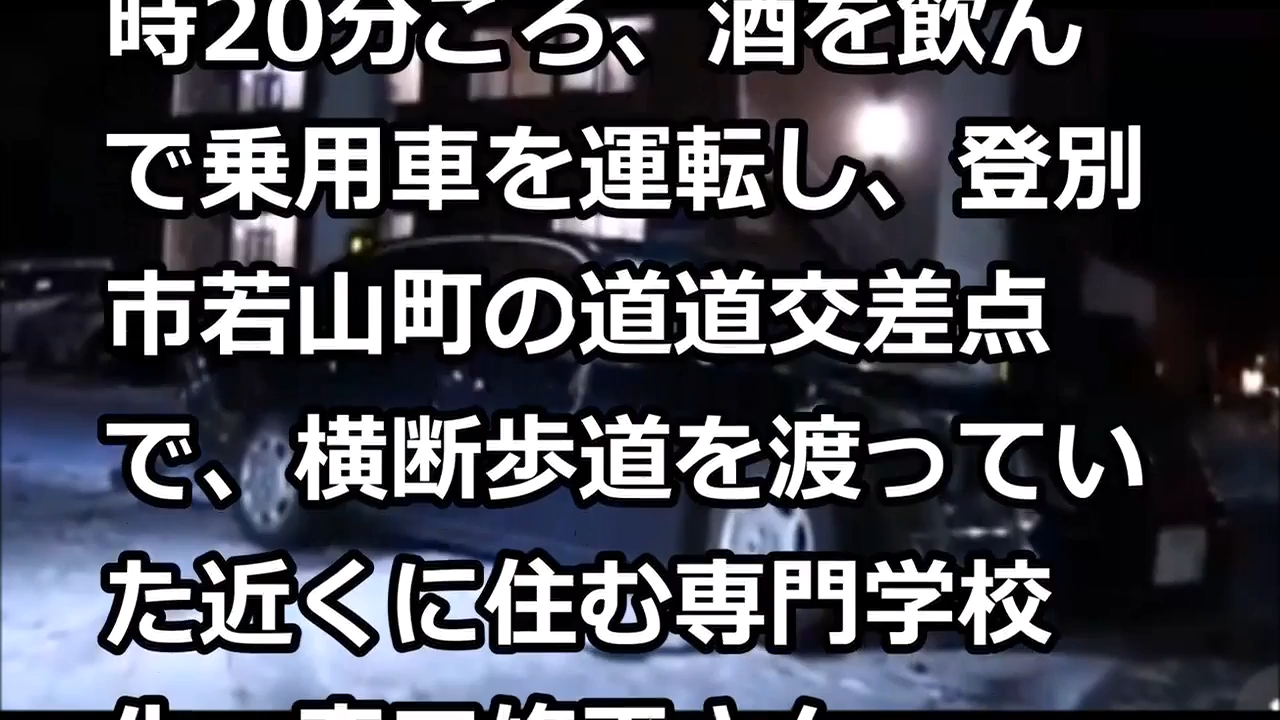 時20分ごろ、酒を飲ん
で乗用車を運転し、登別
市若山町の道道交差点
で、横断歩道を渡ってい
た近くに住む専門学校